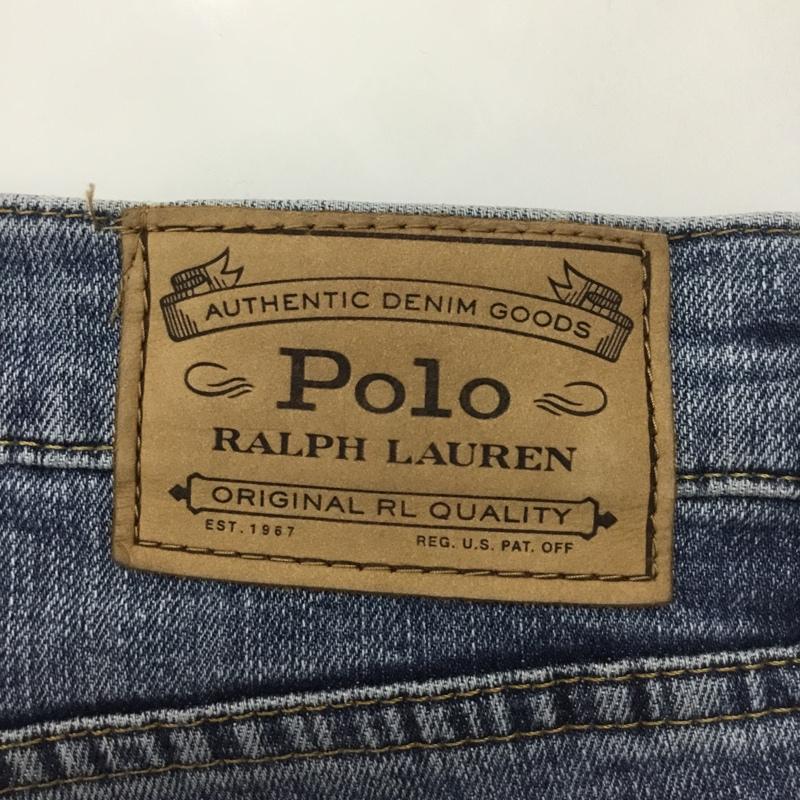 AUTHENTIC DENIM GOODS
Polo
RALPH LAUREN
ORIGINAL RL QUALITY
EST. 1967
REG. U.S. PAT. OFF